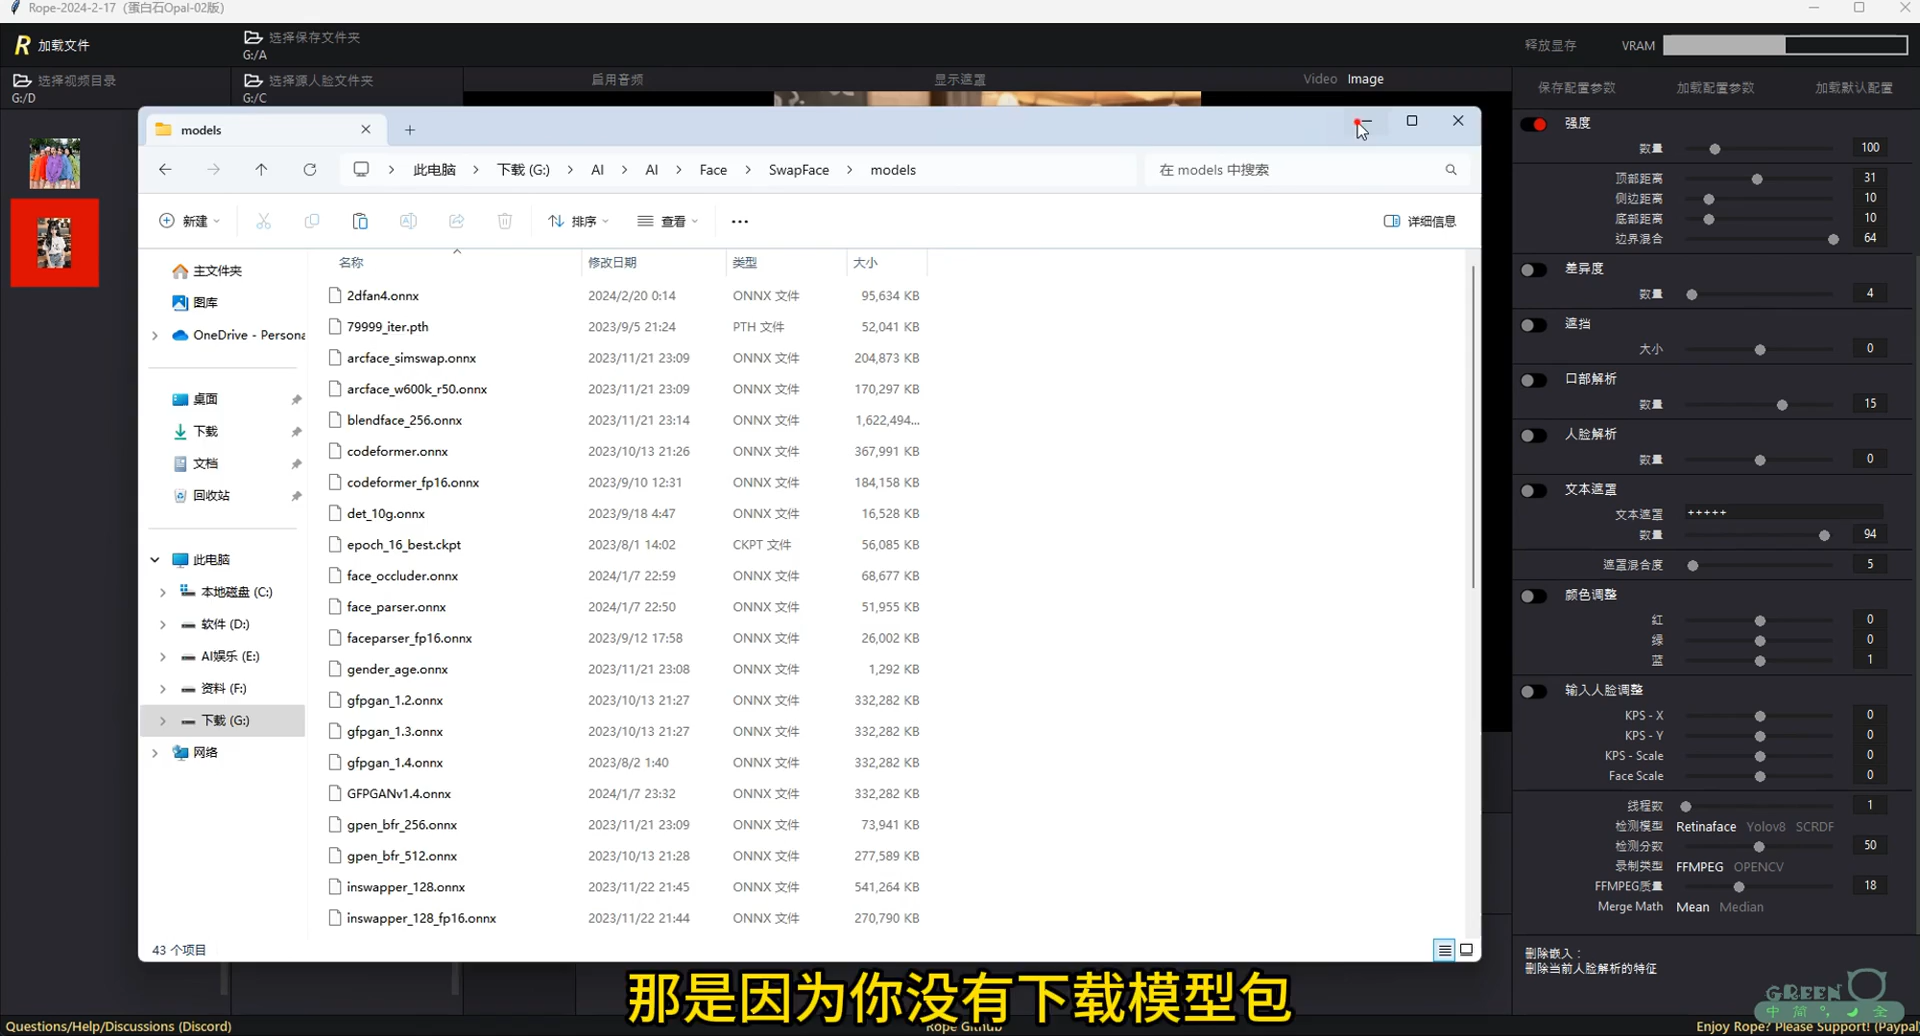 Rope-2024-2-17 (蛋白石Opal-02版)
R 加载文件
选择保存文件夹
G:/A
释放显存
VRAM
选择视频目录
G:/D
选择源人脸文件夹
G:/C
启用音频
显示遮罩
Video Image
保存配置参数 加载配置参数 加载默认配置
models
此电脑 > 下载 (G:) > AI > AI > Face > SwapFace > models
在 models 中搜索
新建
排序
查看
详细信息
主文件夹
图库
OneDrive - Persona
桌面
下载
文档
回收站
此电脑
本地磁盘 (C:)
软件 (D:)
AI娱乐 (E:)
资料 (F:)
下载 (G:)
网络
名称 修改日期 类型 大小
2dfan4.onnx 2024/2/20 0:14 ONNX 文件 95,634 KB
79999_iter.pth 2023/9/5 21:24 PTH 文件 52,041 KB
arcface_simswap.onnx 2023/11/21 23:09 ONNX 文件 204,873 KB
arcface_w600k_r50.onnx 2023/11/21 23:09 ONNX 文件 170,297 KB
blendface_256.onnx 2023/11/21 23:14 ONNX 文件 1,622,494...
codeformer.onnx 2023/10/13 21:26 ONNX 文件 367,991 KB
codeformer_fp16.onnx 2023/9/10 12:31 ONNX 文件 184,158 KB
det_10g.onnx 2023/9/18 4:47 ONNX 文件 16,528 KB
epoch_16_best.ckpt 2023/8/1 14:02 CKPT 文件 56,085 KB
face_occluder.onnx 2024/1/7 22:59 ONNX 文件 68,677 KB
face_parser.onnx 2024/1/7 22:50 ONNX 文件 51,955 KB
faceparser_fp16.onnx 2023/9/12 17:58 ONNX 文件 26,002 KB
gender_age.onnx 2023/11/21 23:08 ONNX 文件 1,292 KB
gfpgan_1.2.onnx 2023/10/13 21:27 ONNX 文件 332,282 KB
gfpgan_1.3.onnx 2023/10/13 21:27 ONNX 文件 332,282 KB
gfpgan_1.4.onnx 2023/8/2 1:40 ONNX 文件 332,282 KB
GFPGANv1.4.onnx 2024/1/7 23:32 ONNX 文件 332,282 KB
gpen_bfr_256.onnx 2023/11/21 23:09 ONNX 文件 73,941 KB
gpen_bfr_512.onnx 2023/10/13 21:28 ONNX 文件 277,589 KB
inswapper_128.onnx 2023/11/22 21:45 ONNX 文件 541,264 KB
inswapper_128_fp16.onnx 2023/11/22 21:44 ONNX 文件 270,790 KB
43 个项目
强度
数量 100
顶部距离 31
侧边距离 10
底部距离 10
边界混合 64
差异度
数量 4
遮挡
大小 0
口部解析
数量 15
人脸解析
数量 0
文本遮罩
文本遮罩 +++++
数量 94
遮罩混合度 5
颜色调整
红 0
绿 0
蓝 1
输入人脸调整
KPS - X 0
KPS - Y 0
KPS - Scale 0
Face Scale 0
线程数 1
检测模型 Retinaface Yolov8 SCRDF
检测分数 50
录制类型 FFMPEG OPENCV
FFMPEG质量 18
Merge Math Mean Median
删除嵌入：
删除当前人脸解析的特征
那是因为你没有下载模型包
GREEN
中 简 °, 全
Questions/Help/Discussions (Discord)
Rope Github
Enjoy Rope? Please Support! (Paypal